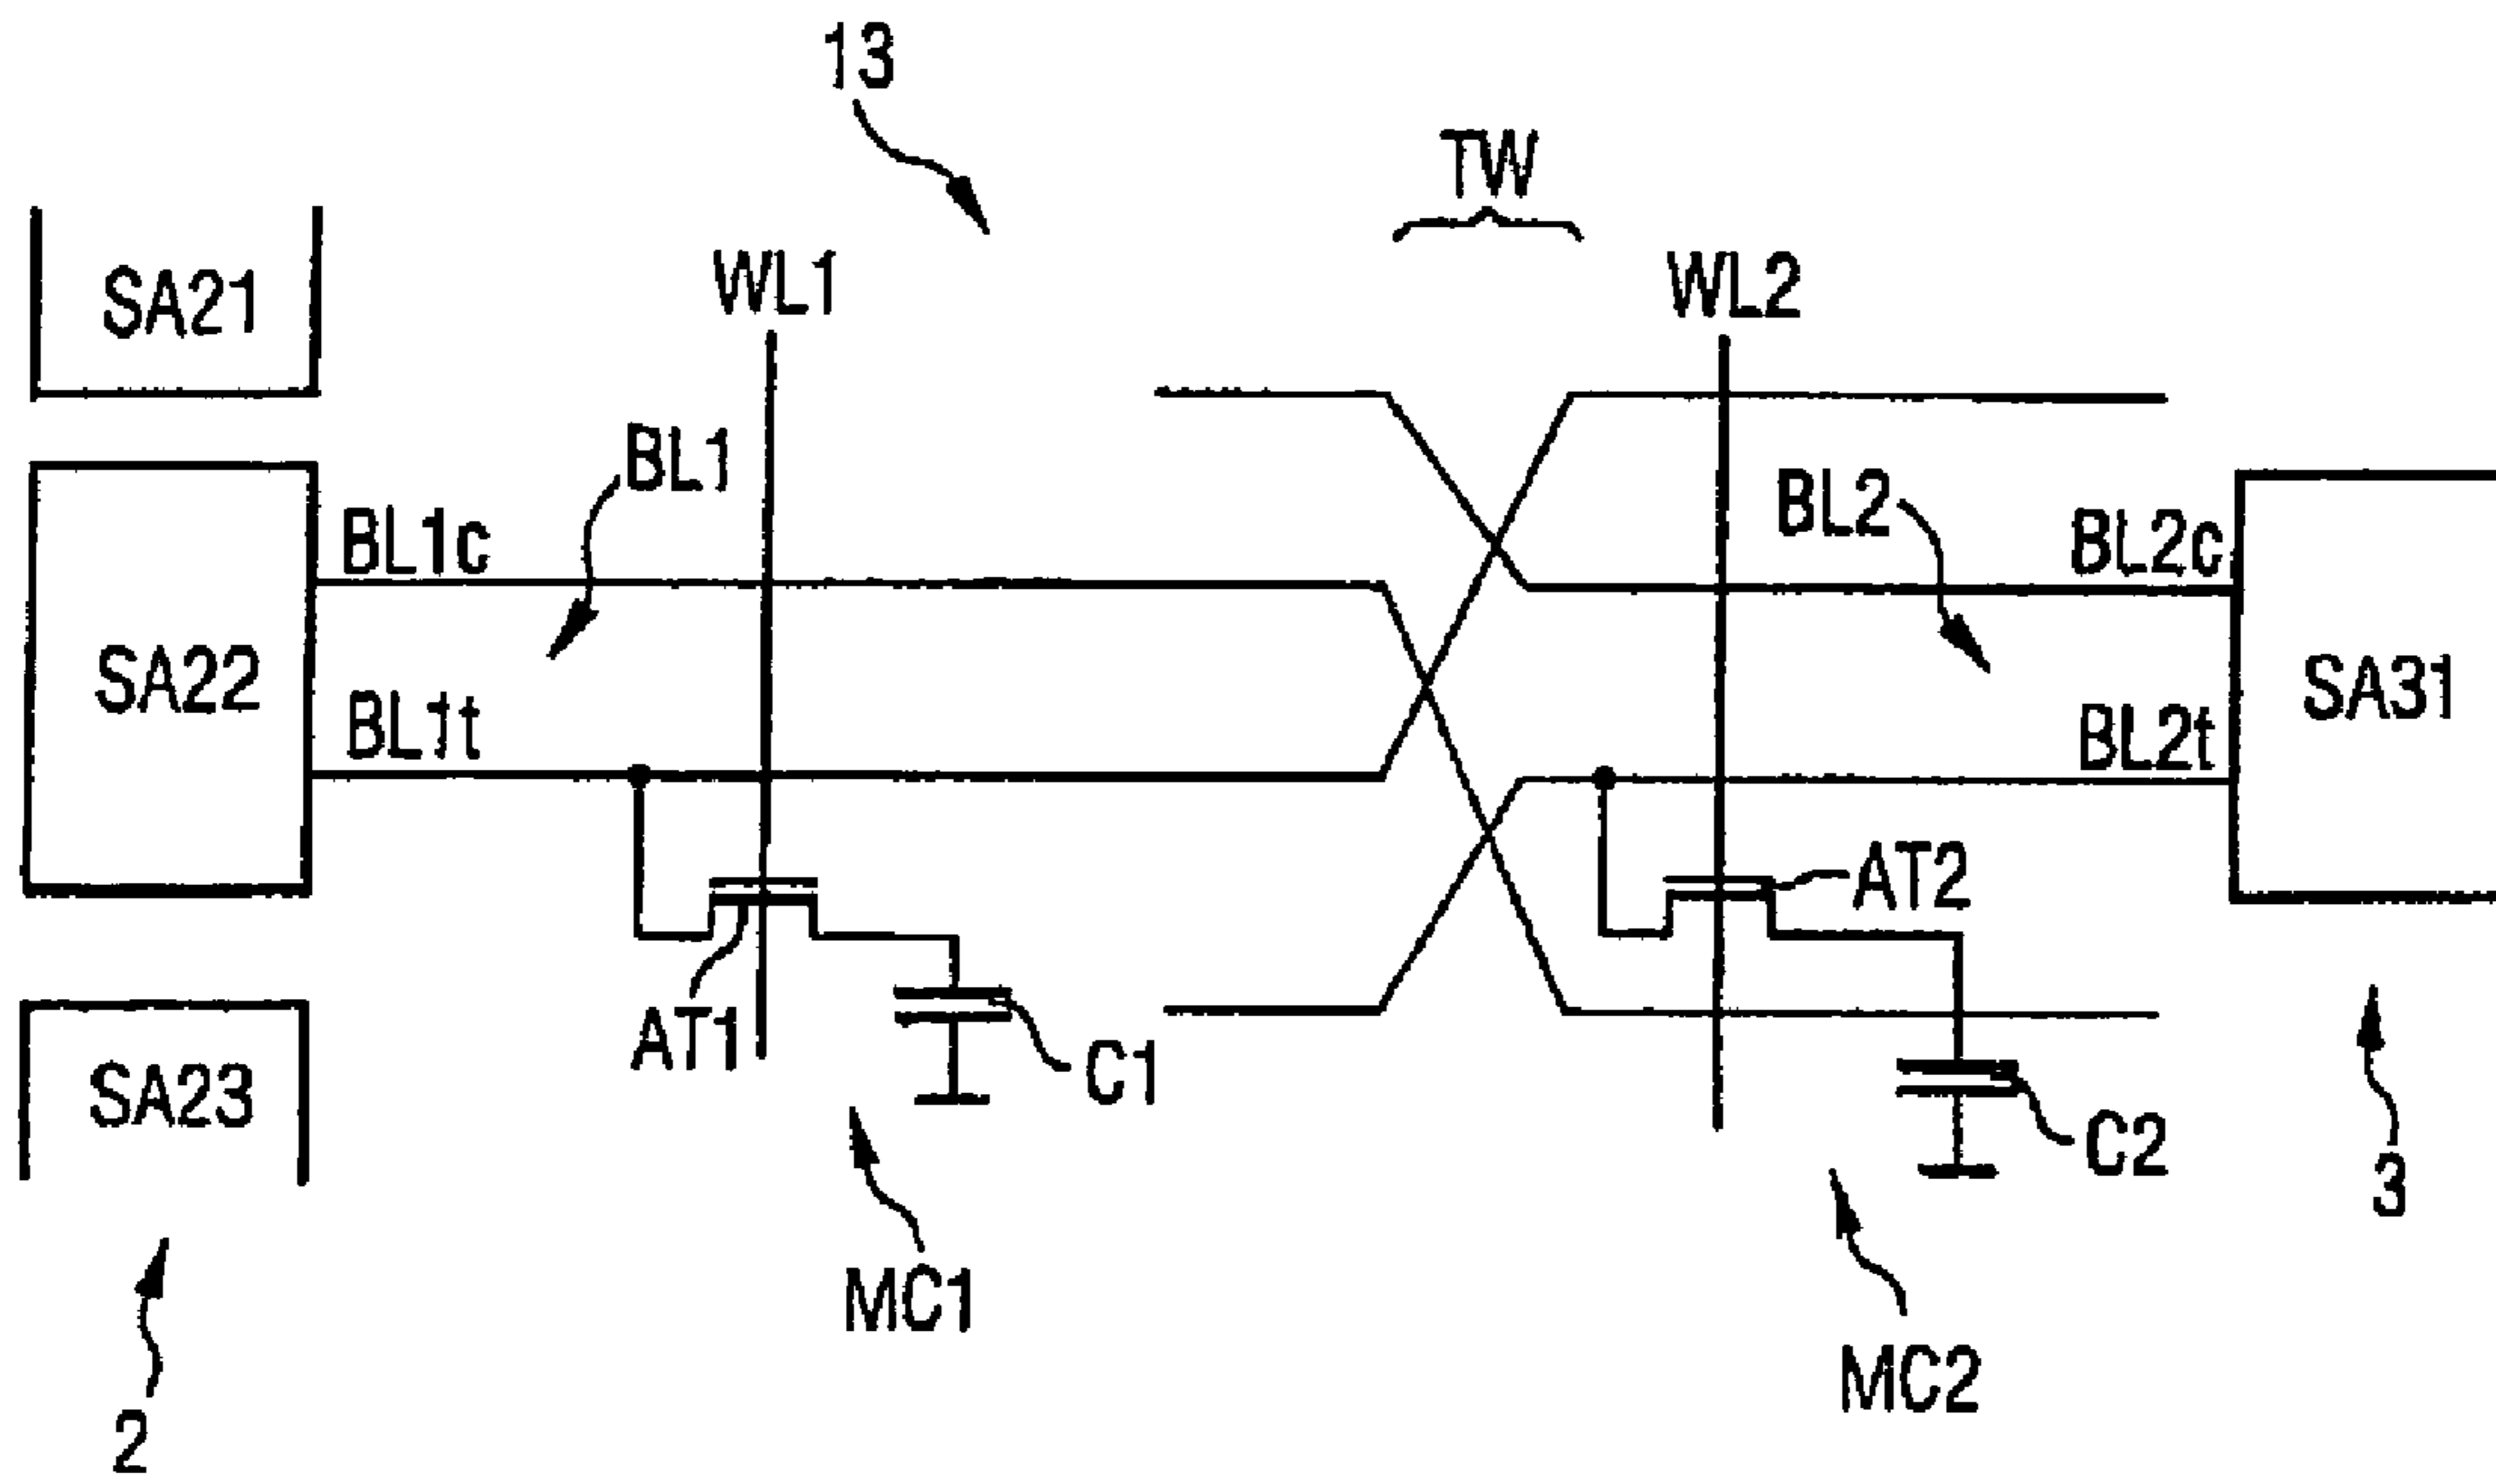 13
TW
SA21
WL1
WL2
BL1
BL2
BL1c
BL2c
SA22
SA31
BL1t
BL2t
AT2
AT1
C1
SA23
C2
3
MC1
MC2
2